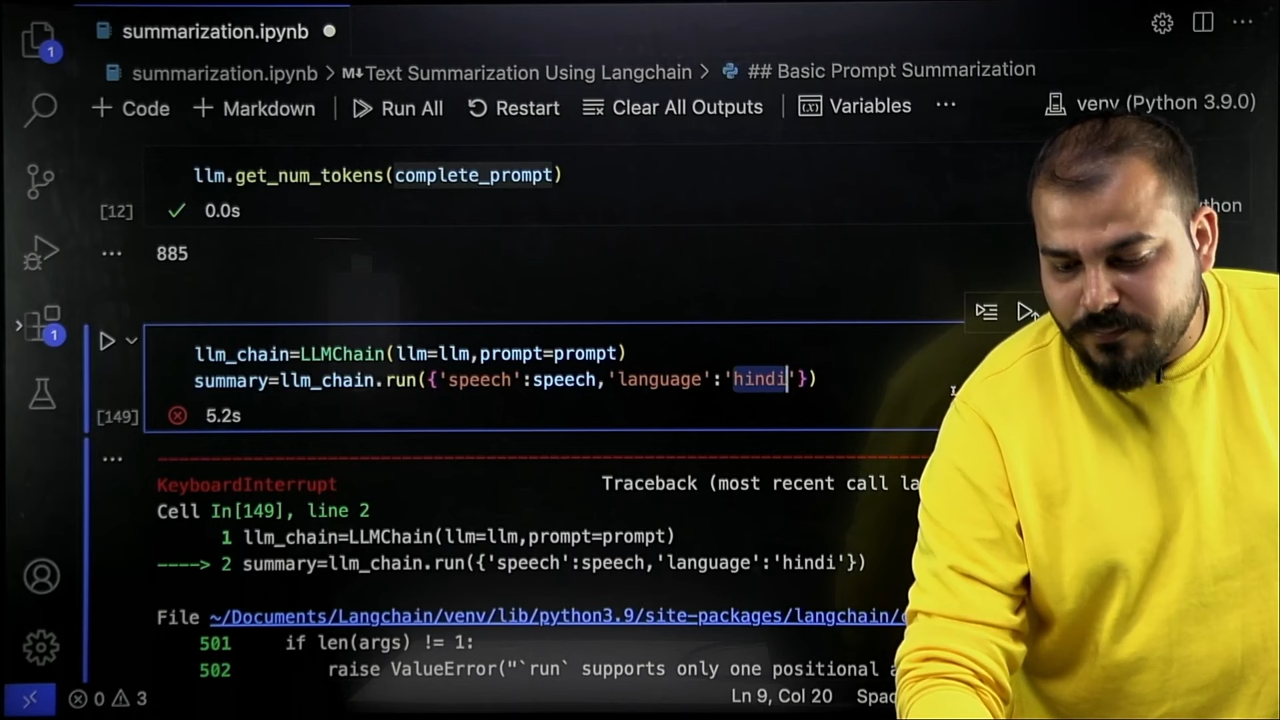 summarization.ipynb
summarization.ipynb > M↓Text Summarization Using Langchain > ## Basic Prompt Summarization
+ Code + Markdown Run All Restart Clear All Outputs Variables ... venv (Python 3.9.0)
1
llm.get_num_tokens(complete_prompt)
[12] 0.0s
... 885
1
llm_chain=LLMChain(llm=llm,prompt=prompt)
summary=llm_chain.run({'speech':speech,'language':'hindi'})
[149] 5.2s
...
KeyboardInterrupt Traceback (most recent call
Cell In[149], line 2
1 llm_chain=LLMChain(llm=llm,prompt=prompt)
----> 2 summary=llm_chain.run({'speech':speech,'language':'hindi'})
File ~/Documents/Langchain/venv/lib/python3.9/site-packages/langchain/
501 if len(args) != 1:
502 raise ValueError("`run` supports only one positional
0 3 Ln 9, Col 20